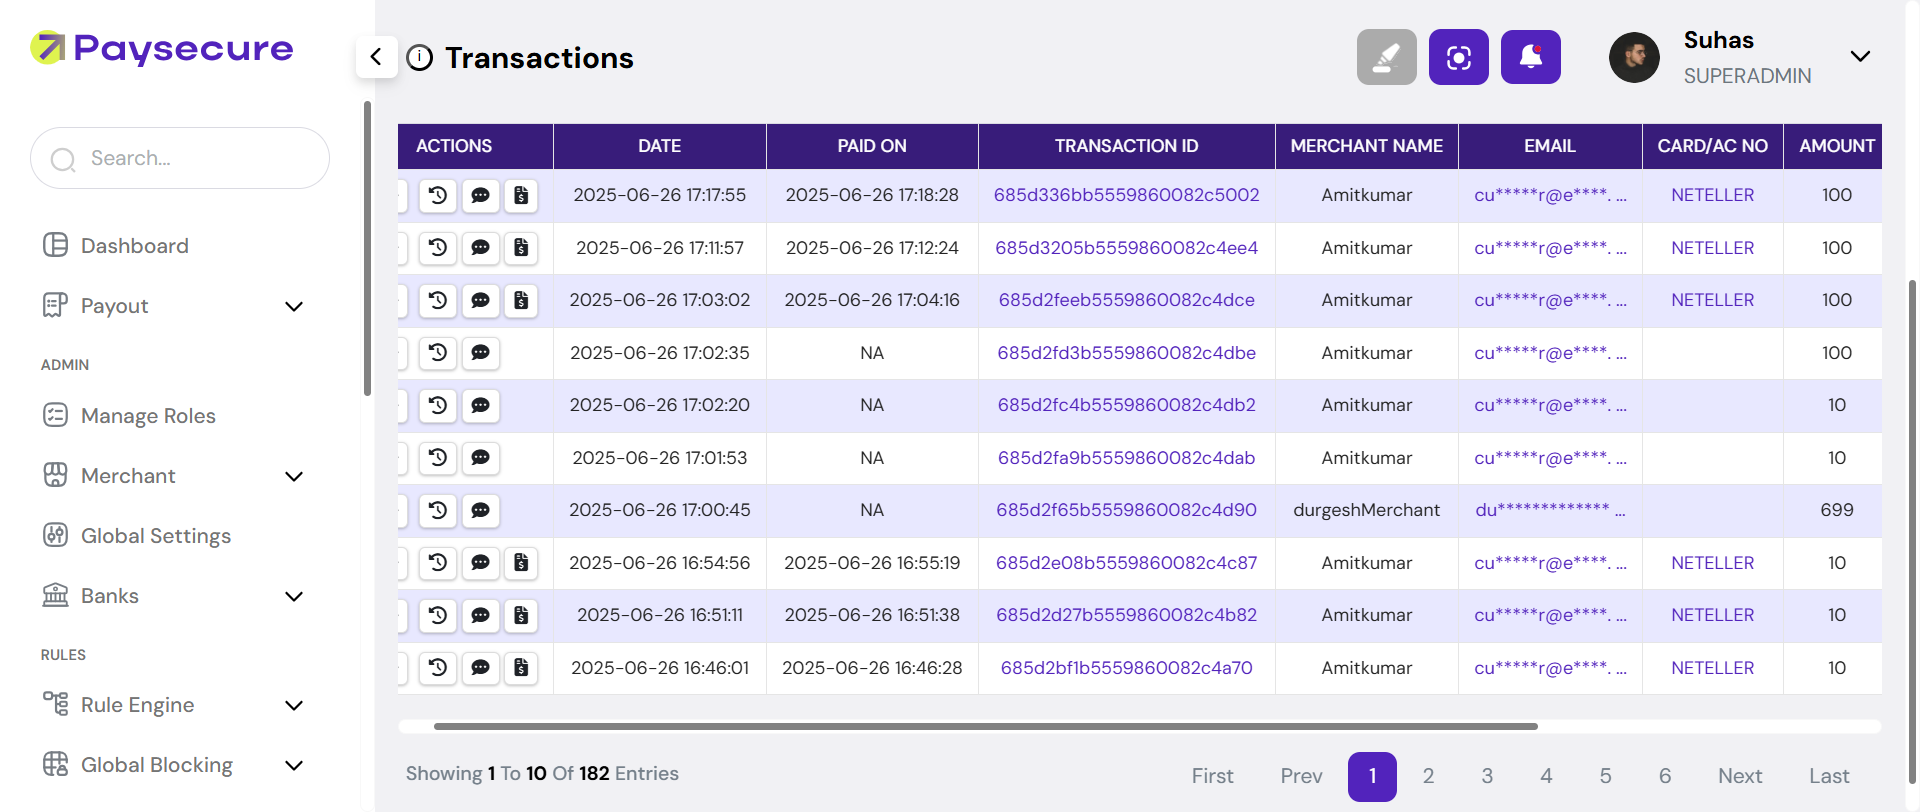 Paysecure
Search...
Dashboard
Payout
ADMIN
Manage Roles
Merchant
Global Settings
Banks
RULES
Rule Engine
Global Blocking
Transactions
Suhas
SUPERADMIN
ACTIONS DATE PAID ON TRANSACTION ID MERCHANT NAME EMAIL CARD/AC NO AMOUNT
2025-06-26 17:17:55 2025-06-26 17:18:28 685d336bb5559860082c5002 Amitkumar cu*****r@e****. ... NETELLER 100
2025-06-26 17:11:57 2025-06-26 17:12:24 685d3205b5559860082c4ee4 Amitkumar cu*****r@e****. ... NETELLER 100
2025-06-26 17:03:02 2025-06-26 17:04:16 685d2feeb5559860082c4dce Amitkumar cu*****r@e****. ... NETELLER 100
2025-06-26 17:02:35 NA 685d2fd3b5559860082c4dbe Amitkumar cu*****r@e****. ... 100
2025-06-26 17:02:20 NA 685d2fc4b5559860082c4db2 Amitkumar cu*****r@e****. ... 10
2025-06-26 17:01:53 NA 685d2fa9b5559860082c4dab Amitkumar cu*****r@e****. ... 10
2025-06-26 17:00:45 NA 685d2f65b5559860082c4d90 durgeshMerchant du************* ... 699
2025-06-26 16:54:56 2025-06-26 16:55:19 685d2e08b5559860082c4c87 Amitkumar cu*****r@e****. ... NETELLER 10
2025-06-26 16:51:11 2025-06-26 16:51:38 685d2d27b5559860082c4b82 Amitkumar cu*****r@e****. ... NETELLER 10
2025-06-26 16:46:01 2025-06-26 16:46:28 685d2bf1b5559860082c4a70 Amitkumar cu*****r@e****. ... NETELLER 10
Showing 1 To 10 Of 182 Entries
First Prev 1 2 3 4 5 6 Next Last